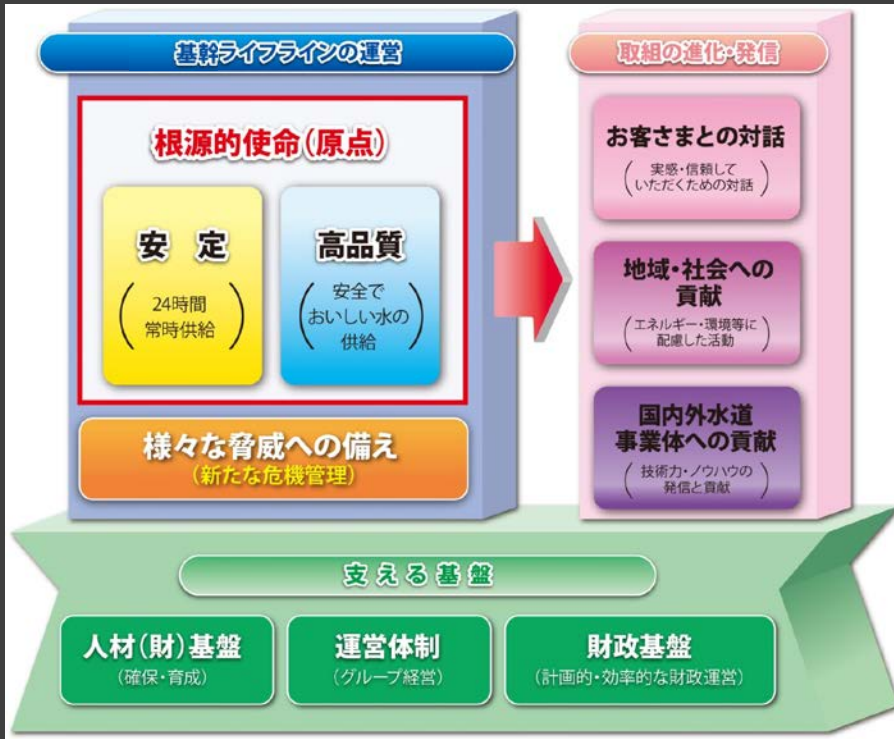 基幹ライフラインの運営
根源的使命(原点)
安 定
(24時間
常時供給)
高品質
(安全で
おいしい水の
供給)
様々な脅威への備え
(新たな危機管理)
取組の進化・発信
お客さまとの対話
(実感・信頼して
いただくための対話)
地域・社会への
貢献
(エネルギー・環境等に
配慮した活動)
国内外水道
事業体への貢献
(技術力・ノウハウの
発信と貢献)
支える基盤
人材(財)基盤
(確保・育成)
運営体制
(グループ経営)
財政基盤
(計画的・効率的な財政運営)